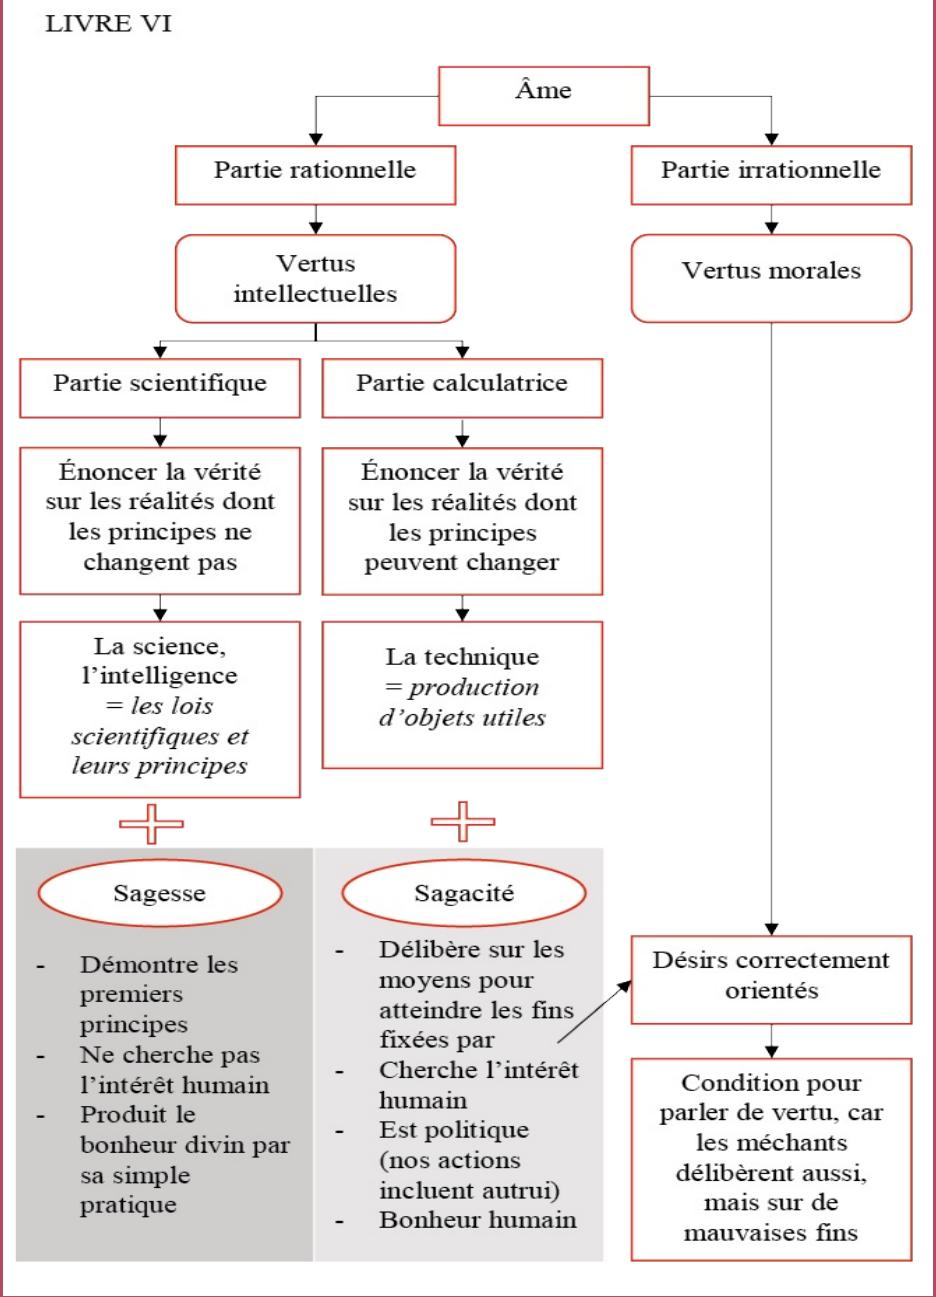 LIVRE VI
Âme
Partie rationnelle
Partie irrationnelle
Vertus
intellectuelles
Vertus morales
Partie scientifique
Partie calculatrice
Énoncer la vérité
sur les réalités dont
les principes ne
changent pas
Énoncer la vérité
sur les réalités dont
les principes
peuvent changer
La science,
l’intelligence
= les lois
scientifiques et
leurs principes
La technique
= production
d’objets utiles
Sagesse
- Démontre les
premiers
principes
- Ne cherche pas
l’intérêt humain
- Produit le
bonheur divin par
sa simple
pratique
Sagacité
- Délibère sur les
moyens pour
atteindre les fins
fixées par
- Cherche l’intérêt
humain
- Est politique
(nos actions
incluent autrui)
- Bonheur humain
Désirs correctement
orientés
Condition pour
parler de vertu, car
les méchants
délibèrent aussi,
mais sur de
mauvaises fins